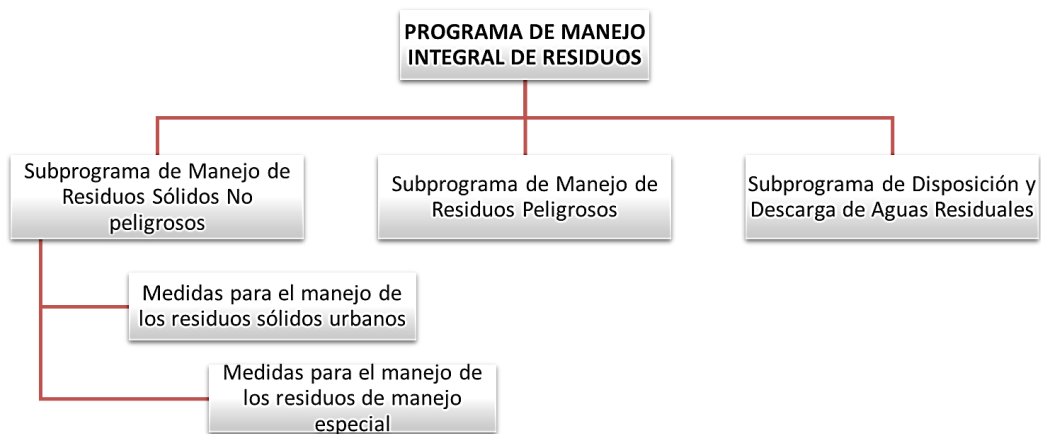 PROGRAMA DE MANEJO
INTEGRAL DE RESIDUOS
Subprograma de Manejo de
Residuos Sólidos No
peligrosos
Subprograma de Manejo de
Residuos Peligrosos
Subprograma de Disposición y
Descarga de Aguas Residuales
Medidas para el manejo de
los residuos sólidos urbanos
Medidas para el manejo de
los residuos de manejo
especial